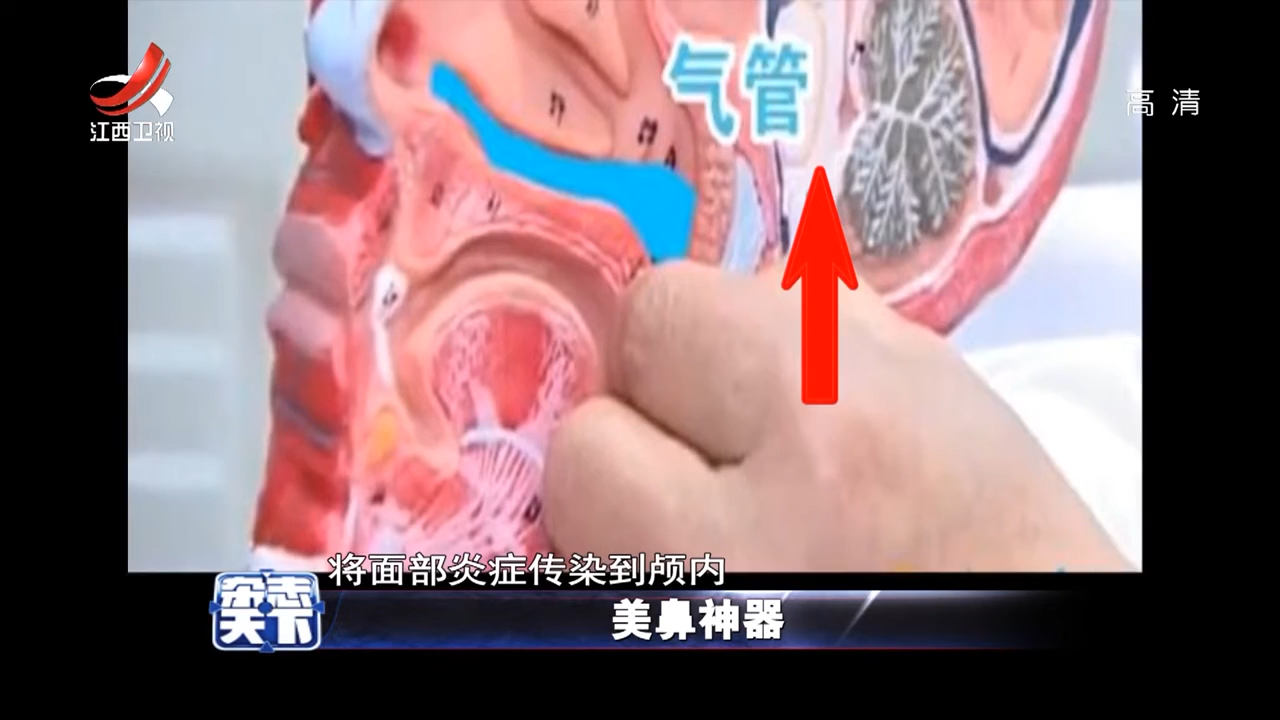 气管
高清
江西卫视
将面部炎症传染到颅内
杂志
天下
美鼻神器